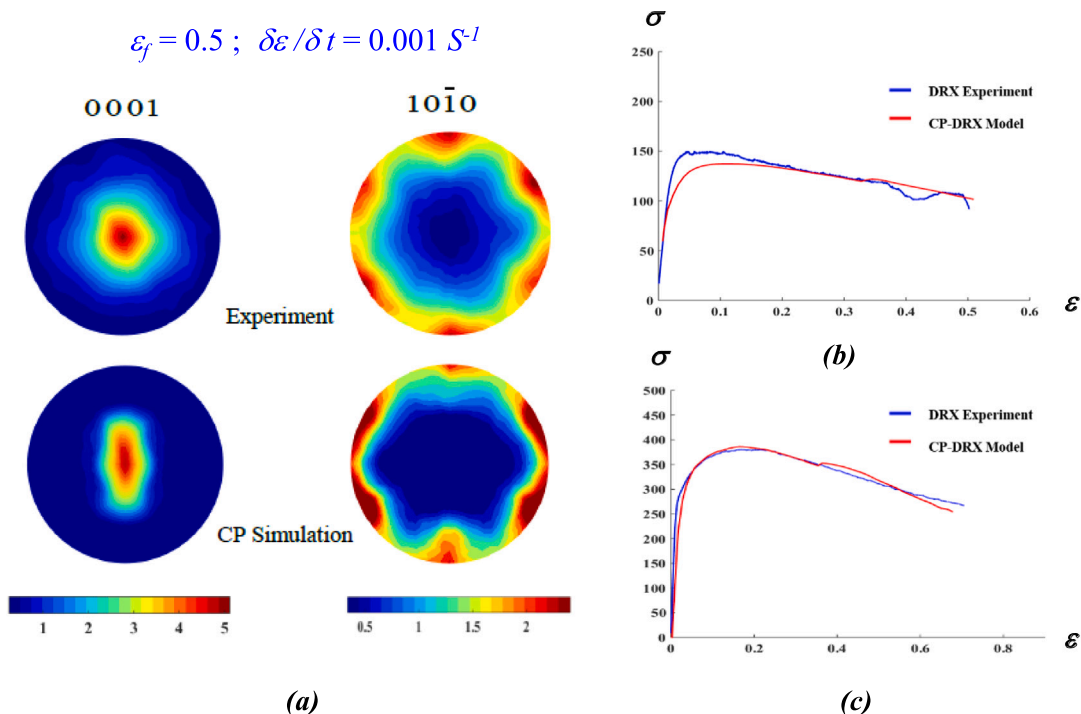 ε_f = 0.5 ; δε/δt = 0.001 S⁻¹
0001
101̄0
Experiment
CP Simulation
1 2 3 4 5
0.5 1 1.5 2
(a)
σ
250
200
150
100
50
0
DRX Experiment
CP-DRX Model
0 0.1 0.2 0.3 0.4 0.5 0.6
ε
(b)
σ
500
450
400
350
300
250
200
150
100
50
0
DRX Experiment
CP-DRX Model
0 0.2 0.4 0.6 0.8
ε
(c)